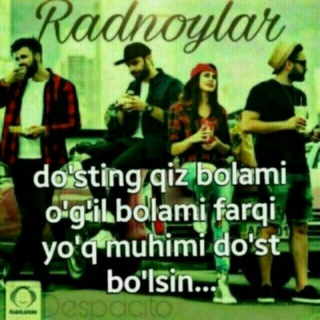 Radnoylar
do'sting qiz bolami
o'g'il bolami farqi
yo'q muhimi do'st
bo'lsin...
Despacito